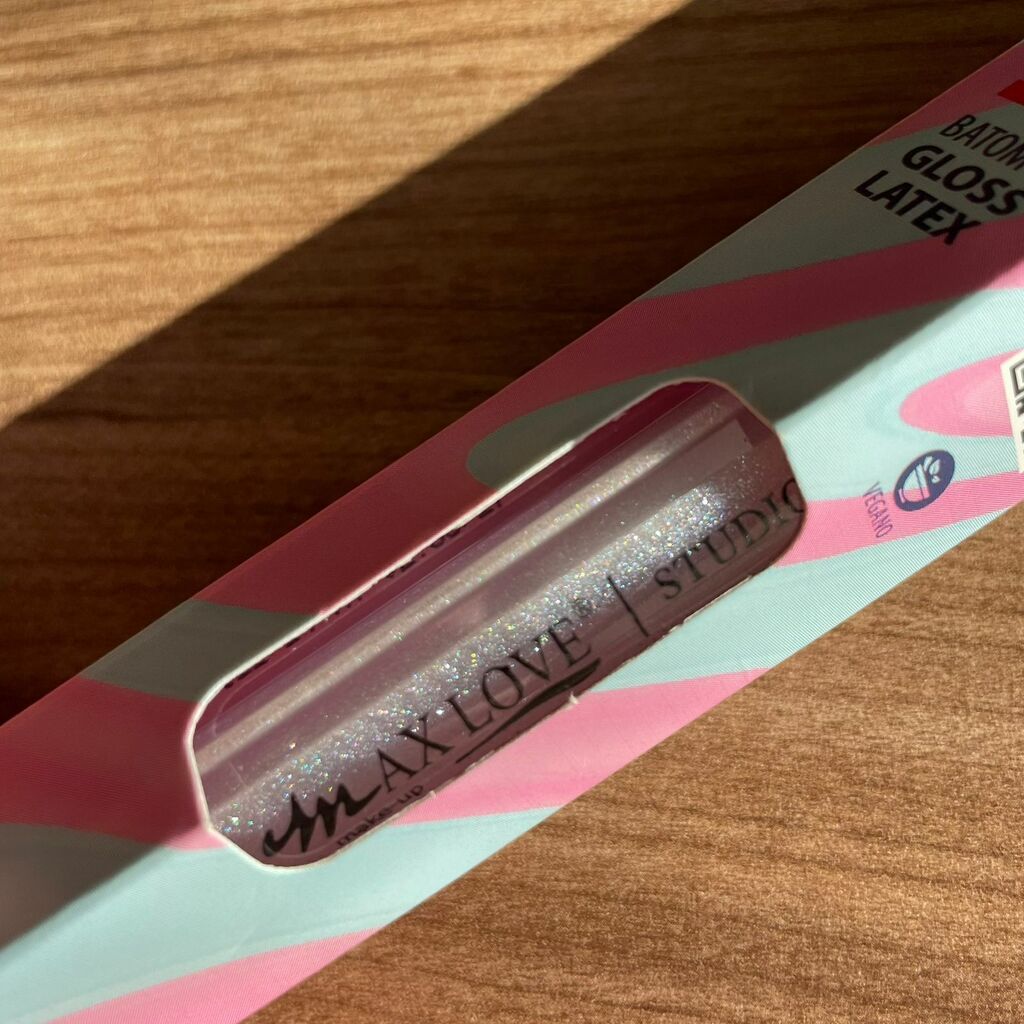 BATOM
GLOSS
LATEX
VEGANO
MAX LOVE® | STUDIO
make-up